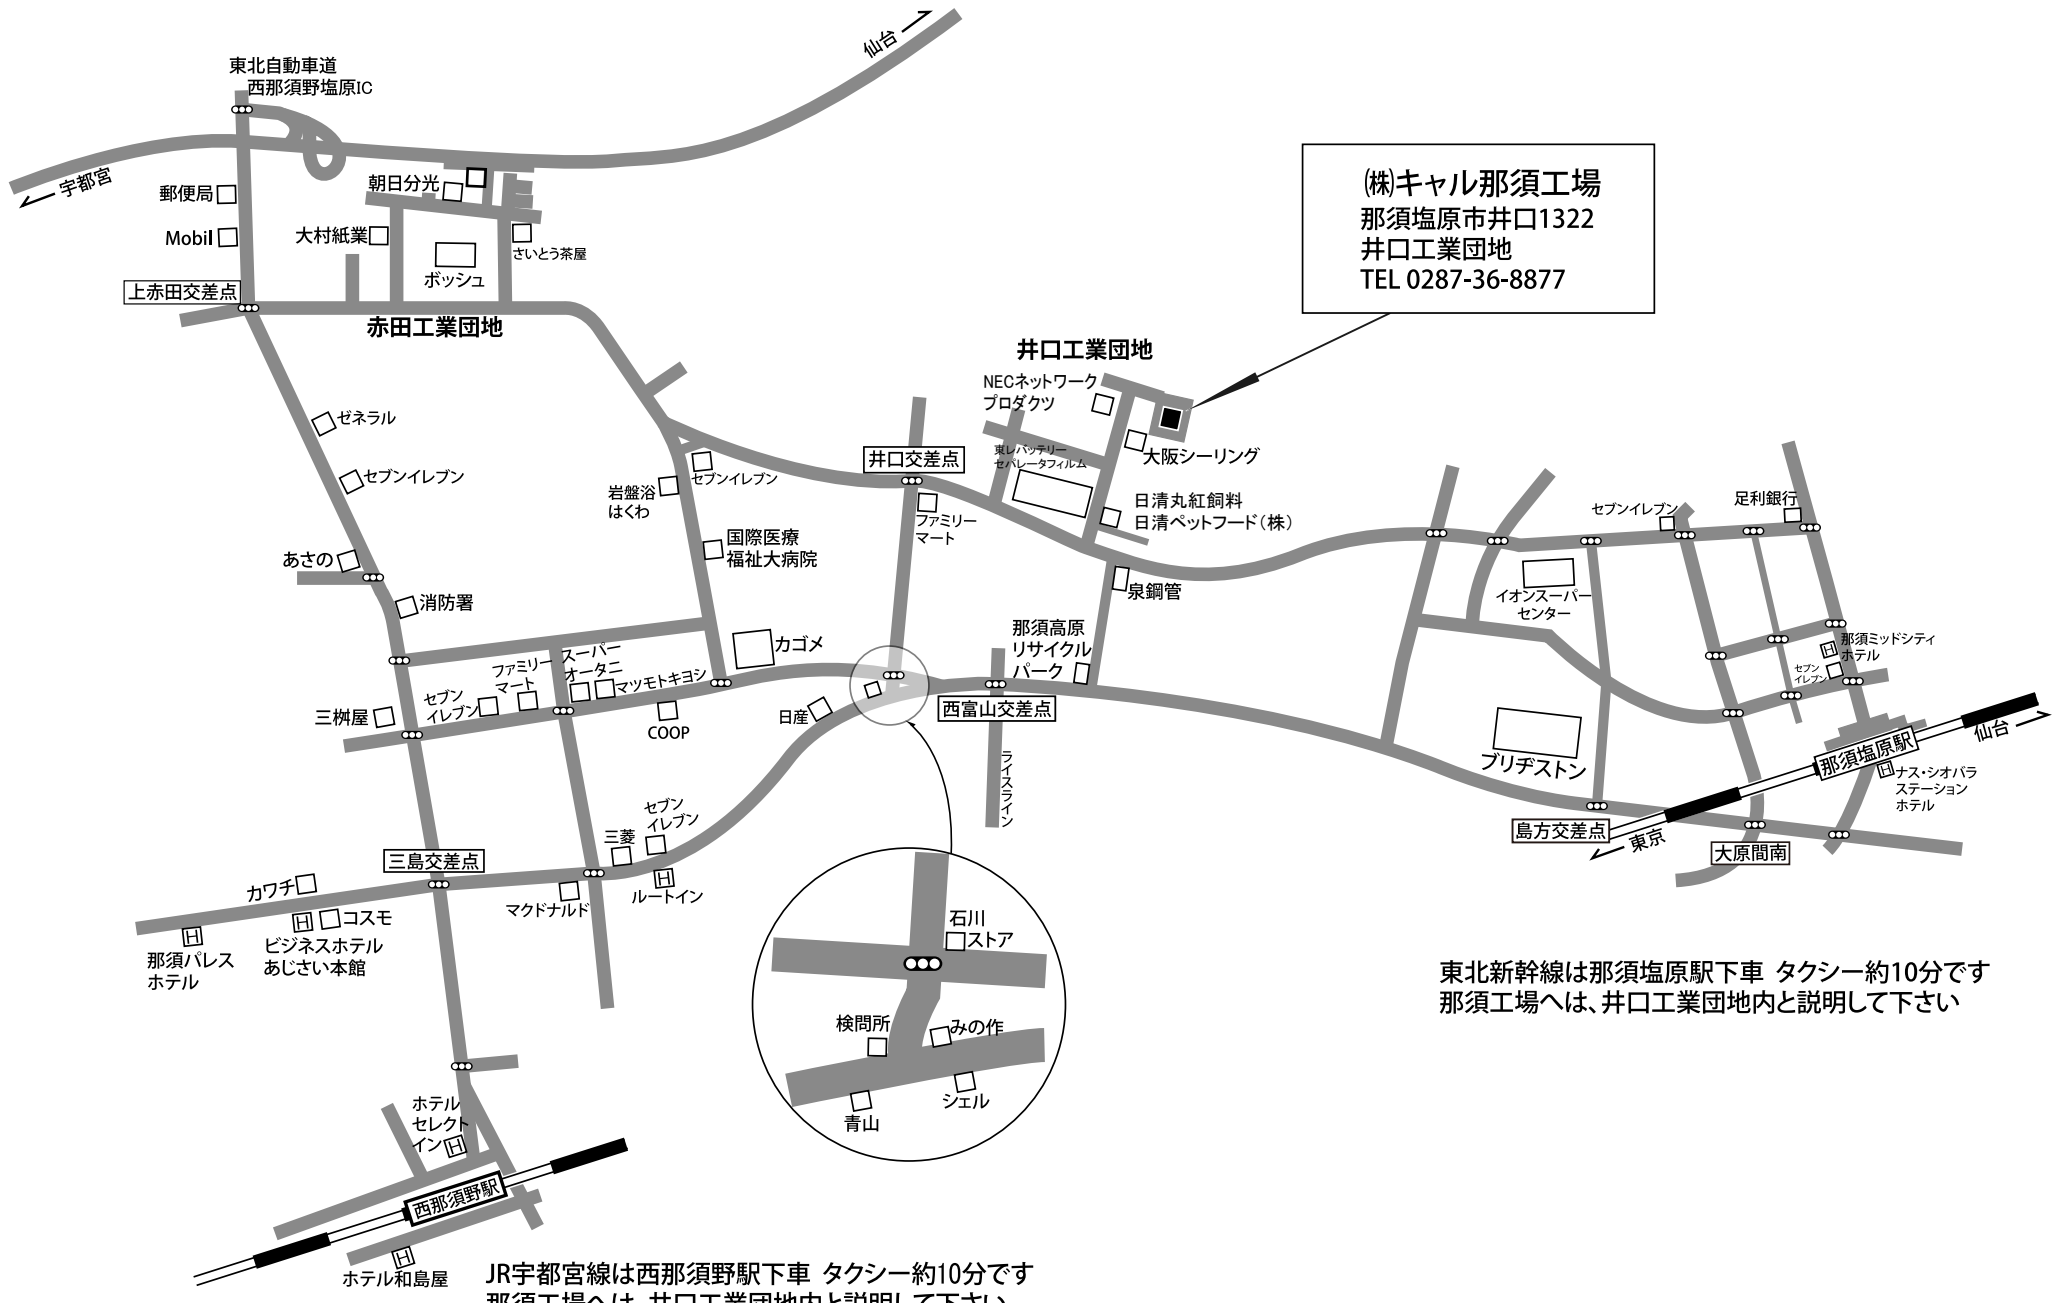 東北自動車道
西那須野塩原IC
仙台
宇都宮
郵便局
Mobil
朝日分光
大村紙業
ボッシュ
さいとう茶屋
上赤田交差点
赤田工業団地
㈱キャル那須工場
那須塩原市井口1322
井口工業団地
TEL 0287-36-8877
井口工業団地
NECネットワーク
プロダクツ
東レバッテリー
セパレータフィルム
大阪シーリング
日清丸紅飼料
日清ペットフード（株）
ゼネラル
セブンイレブン
あさの
消防署
岩盤浴
はくわ
セブンイレブン
国際医療
福祉大病院
井口交差点
ファミリー
マート
泉鋼管
那須高原
リサイクル
パーク
カゴメ
スーパー
オータニ
マツモトキヨシ
ファミリー
マート
セブン
イレブン
三桝屋
COOP
日産
西富山交差点
ライスライン
セブンイレブン
足利銀行
イオンスーパー
センター
那須ミッドシティ
ホテル
セブン
イレブン
ブリヂストン
那須塩原駅
仙台
ナス・シオバラ
ステーション
ホテル
島方交差点
東京
大原間南
三島交差点
三菱
セブン
イレブン
マクドナルド
ルートイン
カワチ
コスモ
ビジネスホテル
あじさい本館
那須パレス
ホテル
石川
ストア
検問所
みの作
青山
シェル
東北新幹線は那須塩原駅下車 タクシー約10分です
那須工場へは、井口工業団地内と説明して下さい
ホテル
セレクト
イン
西那須野駅
ホテル和島屋
JR宇都宮線は西那須野駅下車 タクシー約10分です
那須工場へは、井口工業団地内と説明して下さい